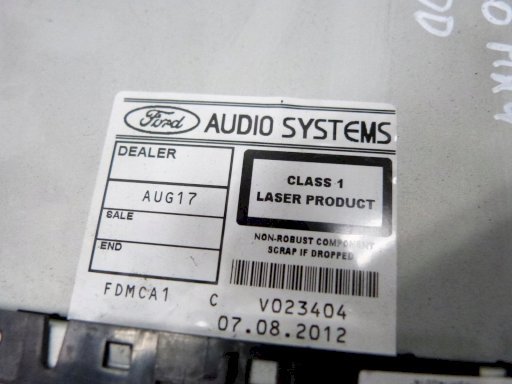 Ford AUDIO SYSTEMS
DEALER
AUG17
SALE
END
CLASS 1
LASER PRODUCT
NON-ROBUST COMPONENT
SCRAP IF DROPPED
FDMCA1 C V023404
07.08.2012